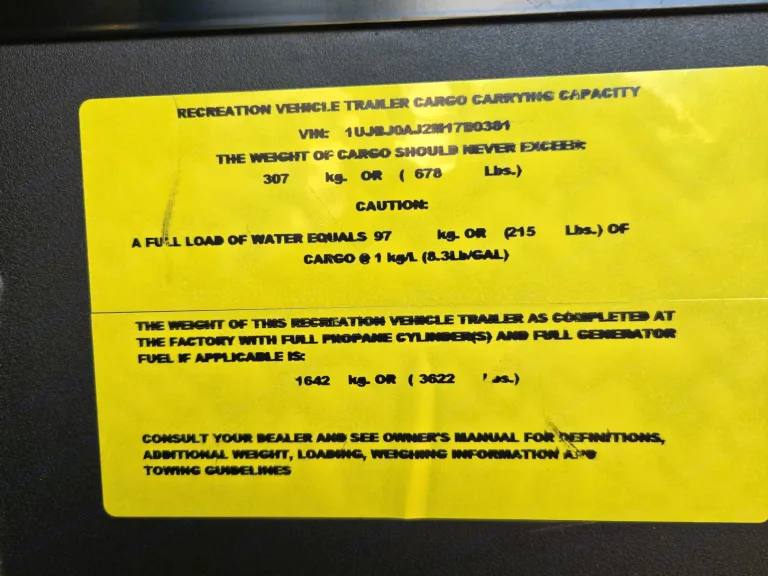 RECREATION VEHICLE TRAILER CARGO CARRYING CAPACITY
VIN: 1UJBJ0AJ2M17B0381
THE WEIGHT OF CARGO SHOULD NEVER EXCEED:
307 kg. OR ( 678 Lbs.)
CAUTION:
A FULL LOAD OF WATER EQUALS 97 kg. OR (215 Lbs.) OF
CARGO @ 1 kg/L (8.3Lb/GAL)
THE WEIGHT OF THIS RECREATION VEHICLE TRAILER AS COMPLETED AT
THE FACTORY WITH FULL PROPANE CYLINDER(S) AND FULL GENERATOR
FUEL IF APPLICABLE IS:
1642 kg. OR ( 3622 Lbs.)
CONSULT YOUR DEALER AND SEE OWNER'S MANUAL FOR DEFINITIONS,
ADDITIONAL WEIGHT, LOADING, WEIGHING INFORMATION AND
TOWING GUIDELINES